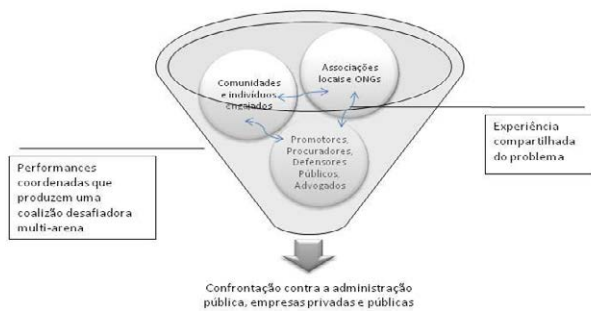 Comunidades
e indivíduos
engajados
Associações
locais e ONGs
Promotores,
Procuradores,
Defensores
Públicos,
Advogados
Experiência
compartilhada
do problema
Performances
coordenadas que
produzem uma
coalizão desafiadora
multi-arena
Confrontação contra a administração
pública, empresas privadas e públicas